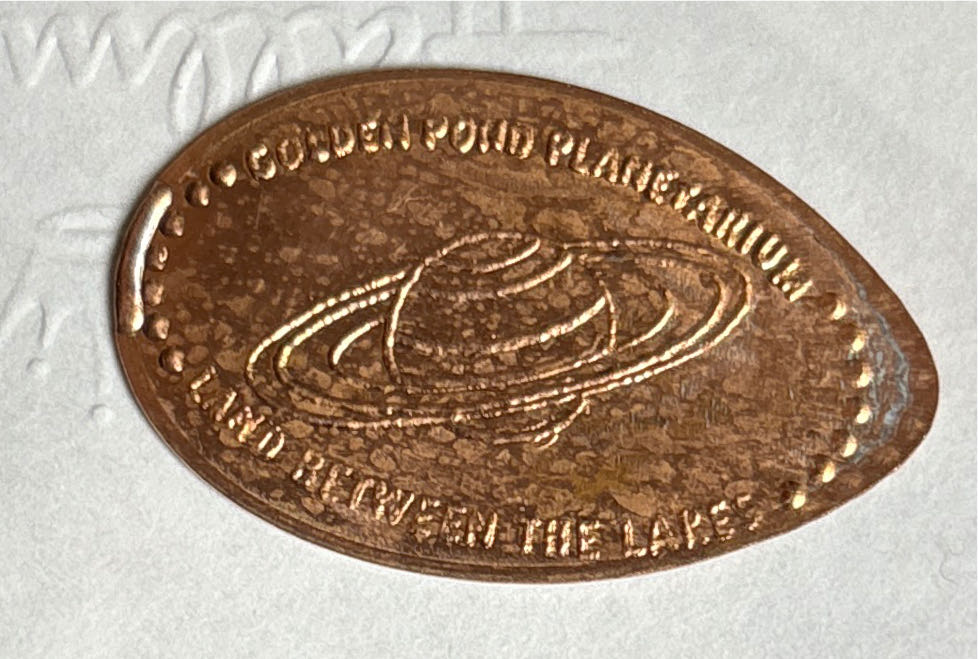 GOLDEN POND PLANETARIUM
LAND BETWEEN THE LAKES